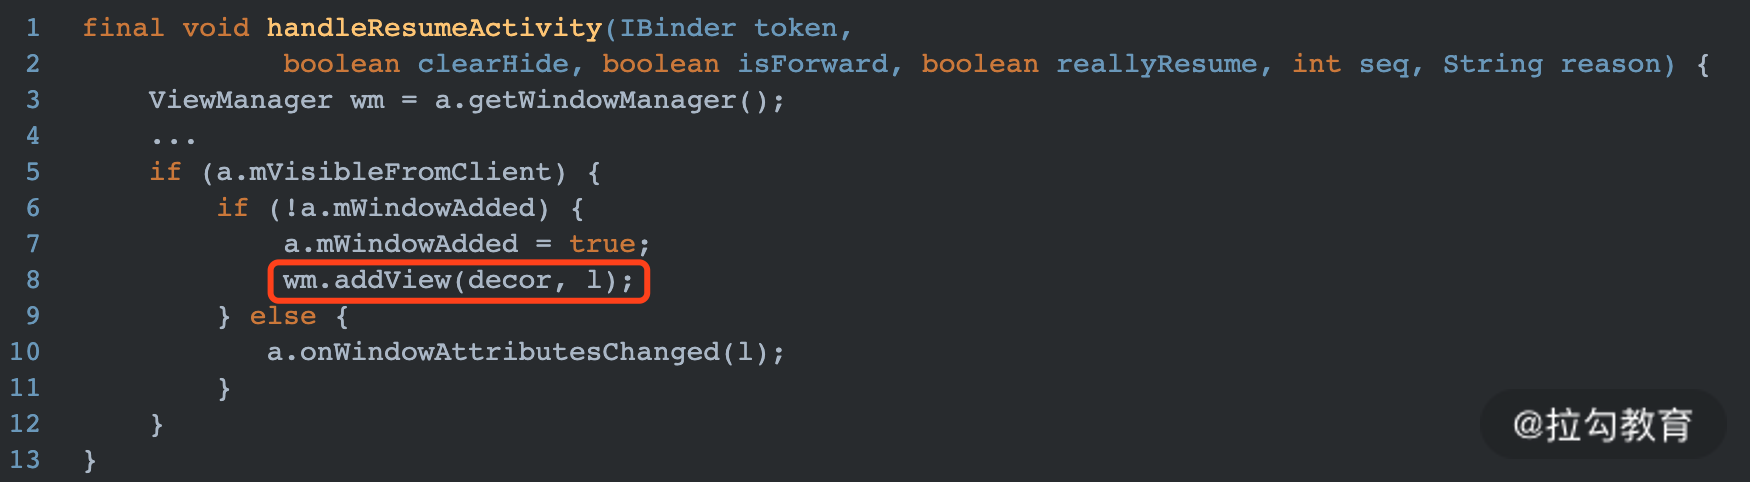 1 final void handleResumeActivity(IBinder token,
2 boolean clearHide, boolean isForward, boolean reallyResume, int seq, String reason) {
3 ViewManager wm = a.getWindowManager();
4 ...
5 if (a.mVisibleFromClient) {
6 if (!a.mWindowAdded) {
7 a.mWindowAdded = true;
8 wm.addView(decor, l);
9 } else {
10 a.onWindowAttributesChanged(l);
11 }
12 }
13 }
@拉勾教育